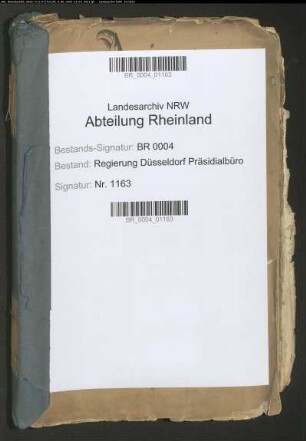 BR_0004_01163
Landesarchiv NRW
Abteilung Rheinland
Bestands-Signatur: BR 0004
Bestand: Regierung Düsseldorf Präsidialbüro
Signatur: Nr. 1163
BR_0004_01163